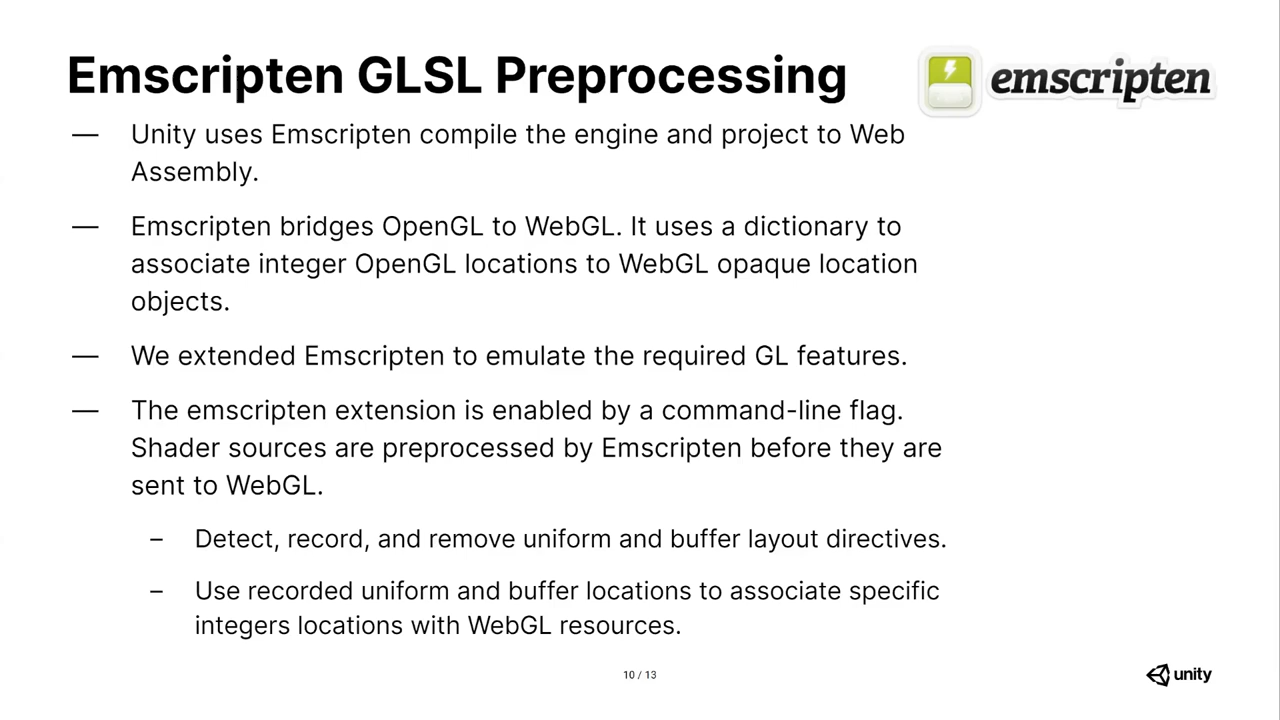 Emscripten GLSL Preprocessing
emscripten
— Unity uses Emscripten compile the engine and project to Web
Assembly.
— Emscripten bridges OpenGL to WebGL. It uses a dictionary to
associate integer OpenGL locations to WebGL opaque location
objects.
— We extended Emscripten to emulate the required GL features.
— The emscripten extension is enabled by a command-line flag.
Shader sources are preprocessed by Emscripten before they are
sent to WebGL.
– Detect, record, and remove uniform and buffer layout directives.
– Use recorded uniform and buffer locations to associate specific
integers locations with WebGL resources.
10 / 13
unity